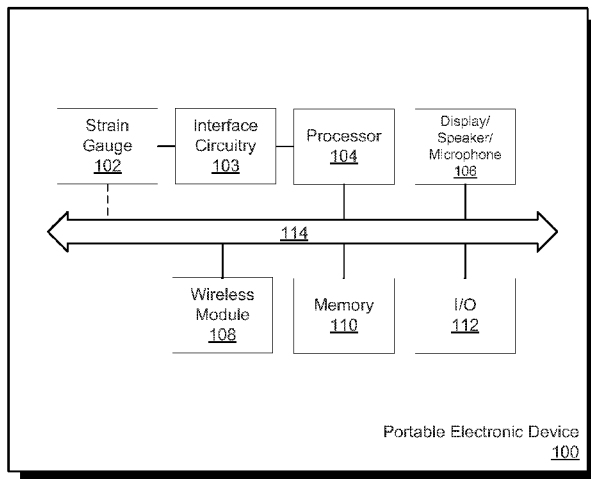 Strain
Gauge
102
Interface
Circuitry
103
Processor
104
Display/
Speaker/
Microphone
106
114
Wireless
Module
108
Memory
110
I/O
112
Portable Electronic Device
100